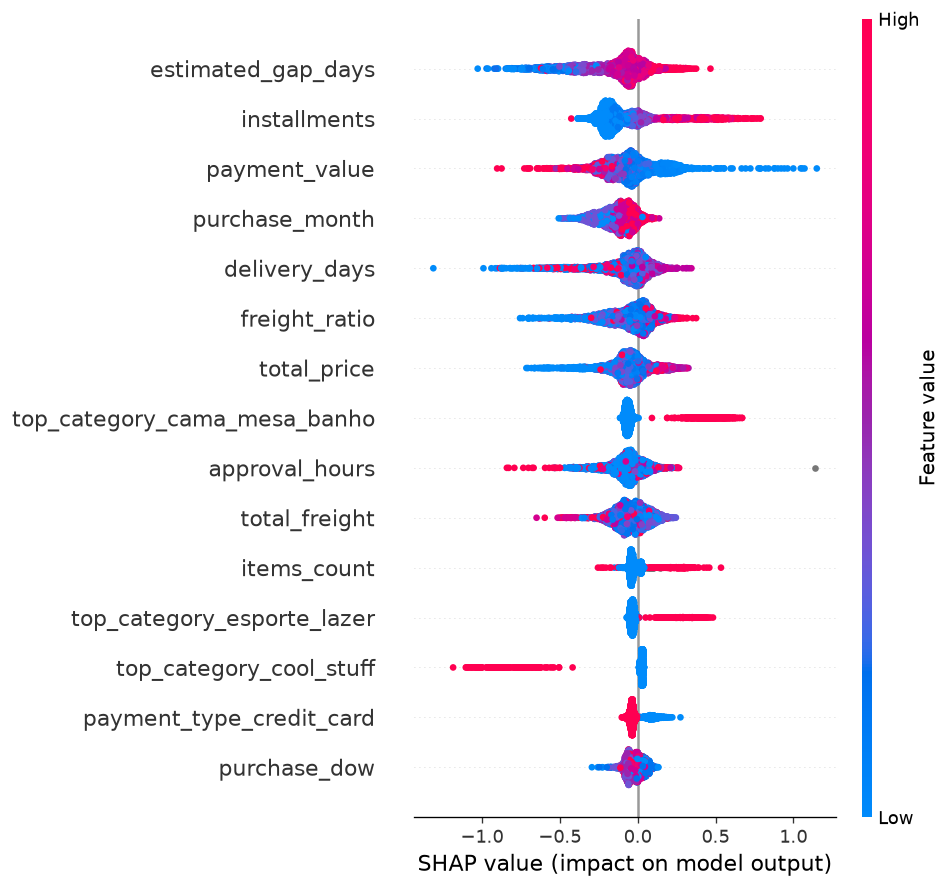 High
estimated_gap_days
installments
payment_value
purchase_month
delivery_days
freight_ratio
total_price
top_category_cama_mesa_banho
approval_hours
total_freight
items_count
top_category_esporte_lazer
top_category_cool_stuff
payment_type_credit_card
purchase_dow
Feature value
Low
−1.0 −0.5 0.0 0.5 1.0
SHAP value (impact on model output)